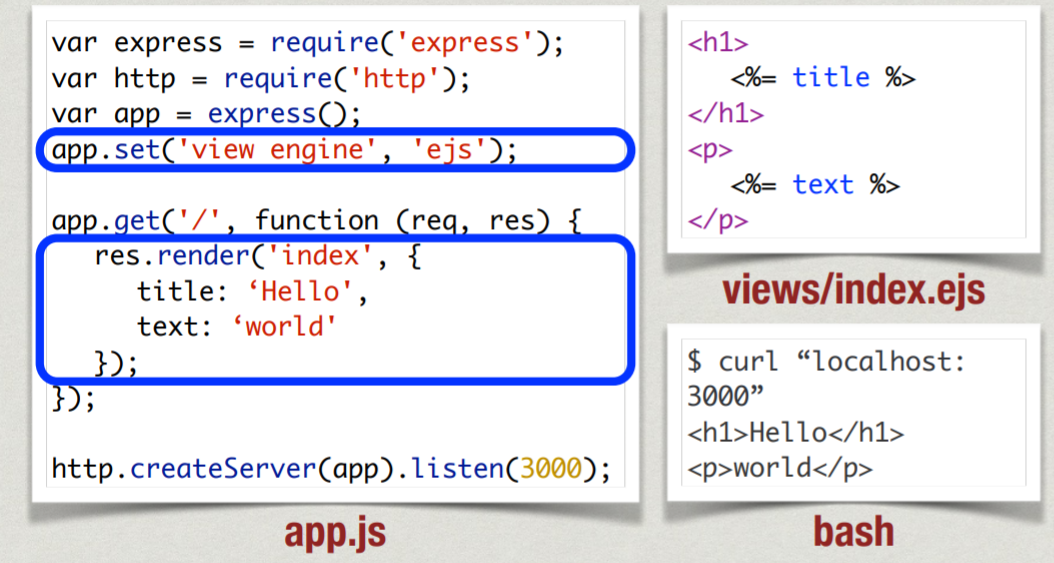 var express = require('express');
var http = require('http');
var app = express();
app.set('view engine', 'ejs');
app.get('/', function (req, res) {
res.render('index', {
title: ‘Hello',
text: ‘world'
});
});
http.createServer(app).listen(3000);
app.js
<h1>
<%= title %>
</h1>
<p>
<%= text %>
</p>
views/index.ejs
$ curl “localhost:
3000”
<h1>Hello</h1>
<p>world</p>
bash